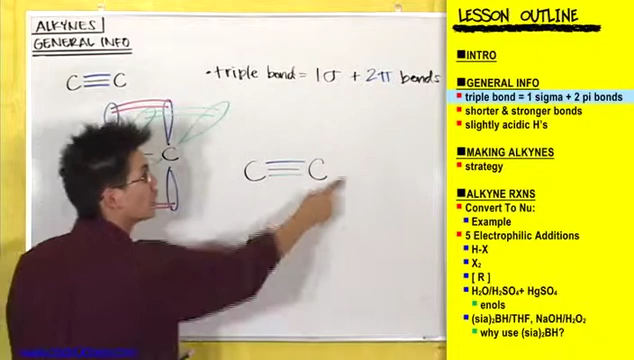 ALKYNES
GENERAL INFO
C≡C
• triple bond = 1σ + 2π bonds
C
C≡C
LESSON OUTLINE
INTRO
GENERAL INFO
triple bond = 1 sigma + 2 pi bonds
shorter & stronger bonds
slightly acidic H's
MAKING ALKYNES
strategy
ALKYNE RXNS
Convert To Nu:
Example
5 Electrophilic Additions
H-X
X₂
[ R ]
H₂O/H₂SO₄+ HgSO₄
enols
(sia)₂BH/THF, NaOH/H₂O₂
why use (sia)₂BH?